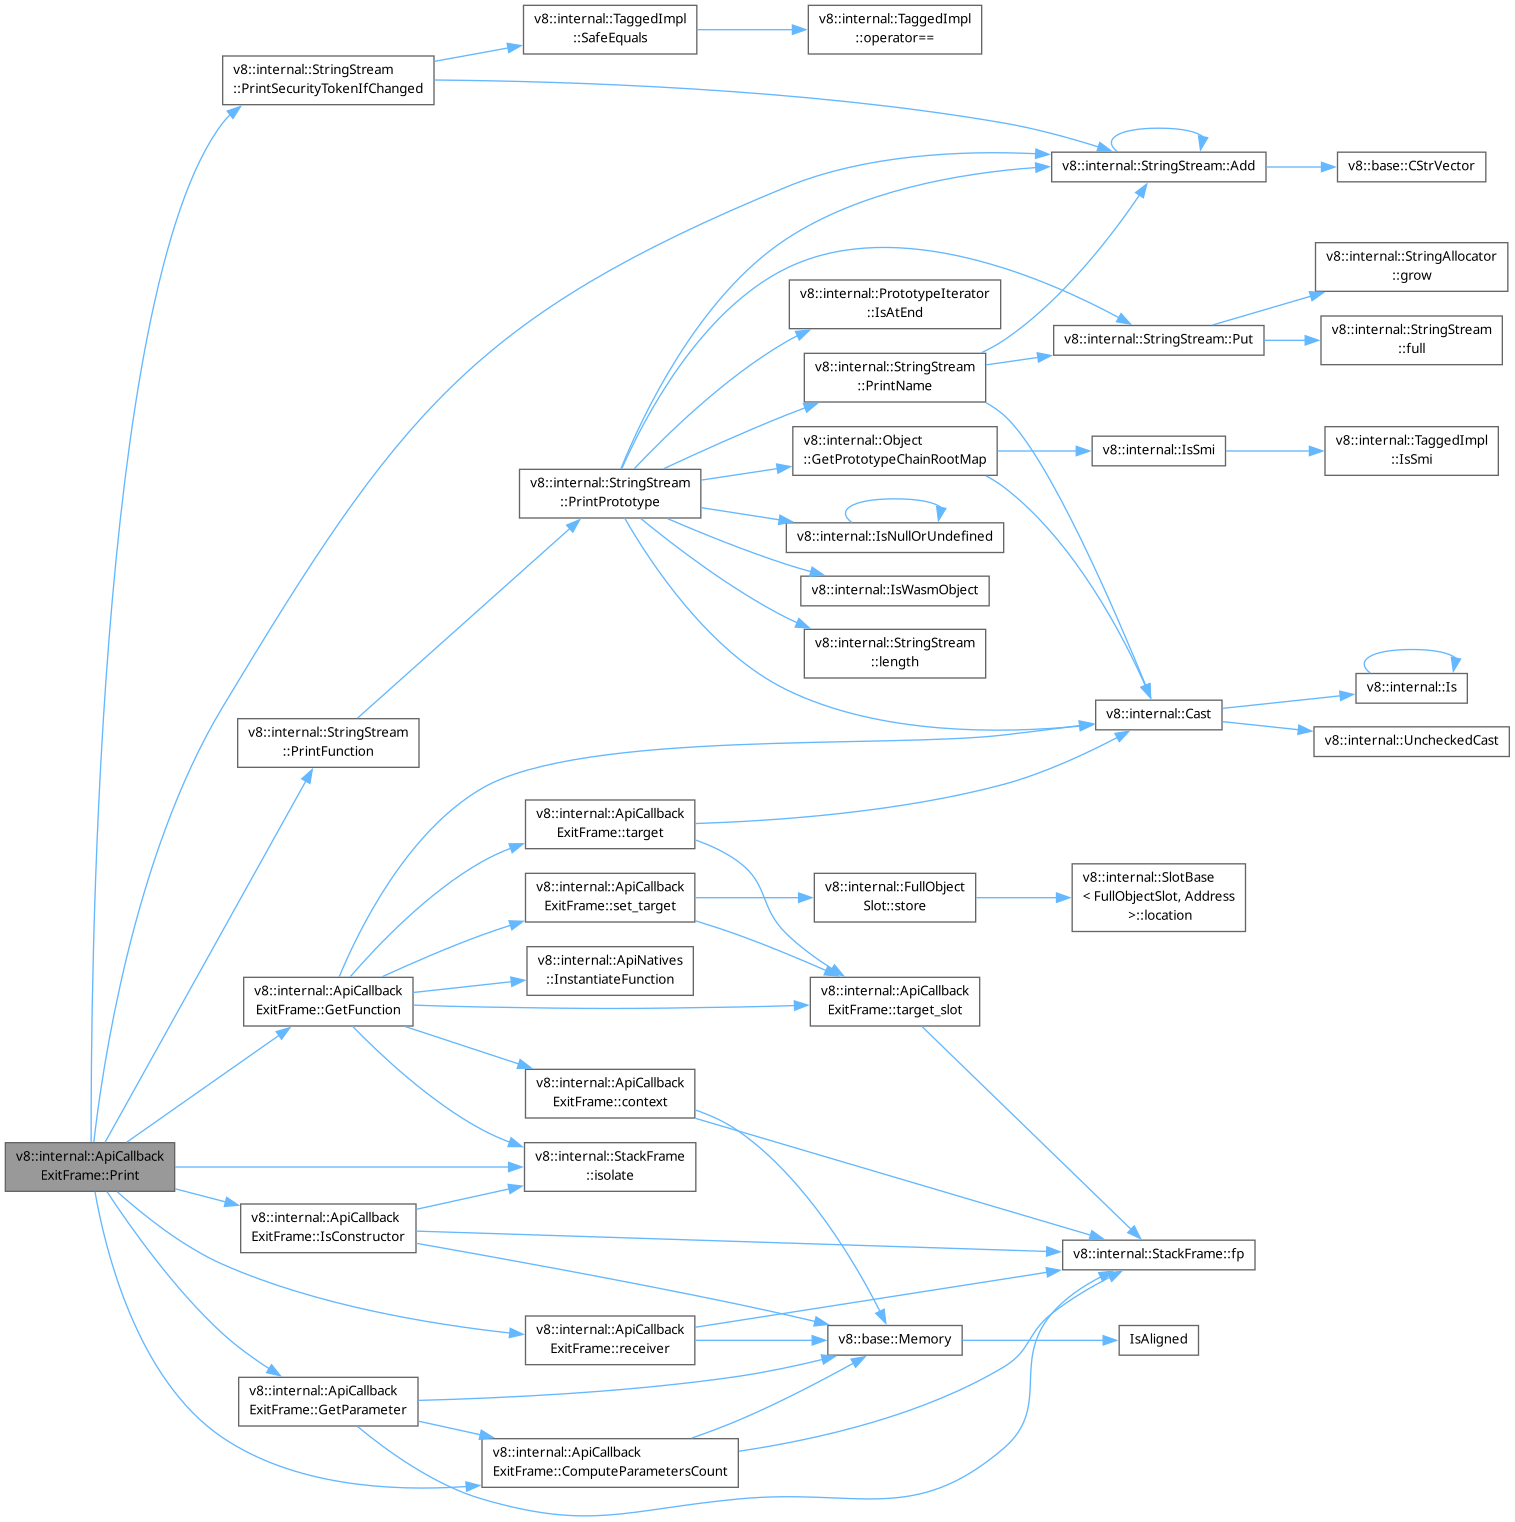 v8::internal::TaggedImpl
::SafeEquals
v8::internal::TaggedImpl
::operator==
v8::internal::StringStream
::PrintSecurityTokenIfChanged
v8::internal::StringStream::Add
v8::base::CStrVector
v8::internal::StringAllocator
::grow
v8::internal::PrototypeIterator
::IsAtEnd
v8::internal::StringStream::Put
v8::internal::StringStream
::full
v8::internal::StringStream
::PrintName
v8::internal::Object
::GetPrototypeChainRootMap
v8::internal::IsSmi
v8::internal::TaggedImpl
::IsSmi
v8::internal::StringStream
::PrintPrototype
v8::internal::IsNullOrUndefined
v8::internal::IsWasmObject
v8::internal::StringStream
::length
v8::internal::Is
v8::internal::Cast
v8::internal::UncheckedCast
v8::internal::StringStream
::PrintFunction
v8::internal::ApiCallback
ExitFrame::target
v8::internal::ApiCallback
ExitFrame::set_target
v8::internal::FullObject
Slot::store
v8::internal::SlotBase
< FullObjectSlot, Address
>::location
v8::internal::ApiNatives
::InstantiateFunction
v8::internal::ApiCallback
ExitFrame::GetFunction
v8::internal::ApiCallback
ExitFrame::target_slot
v8::internal::ApiCallback
ExitFrame::context
v8::internal::ApiCallback
ExitFrame::Print
v8::internal::StackFrame
::isolate
v8::internal::ApiCallback
ExitFrame::IsConstructor
v8::internal::StackFrame::fp
v8::internal::ApiCallback
ExitFrame::receiver
v8::base::Memory
IsAligned
v8::internal::ApiCallback
ExitFrame::GetParameter
v8::internal::ApiCallback
ExitFrame::ComputeParametersCount